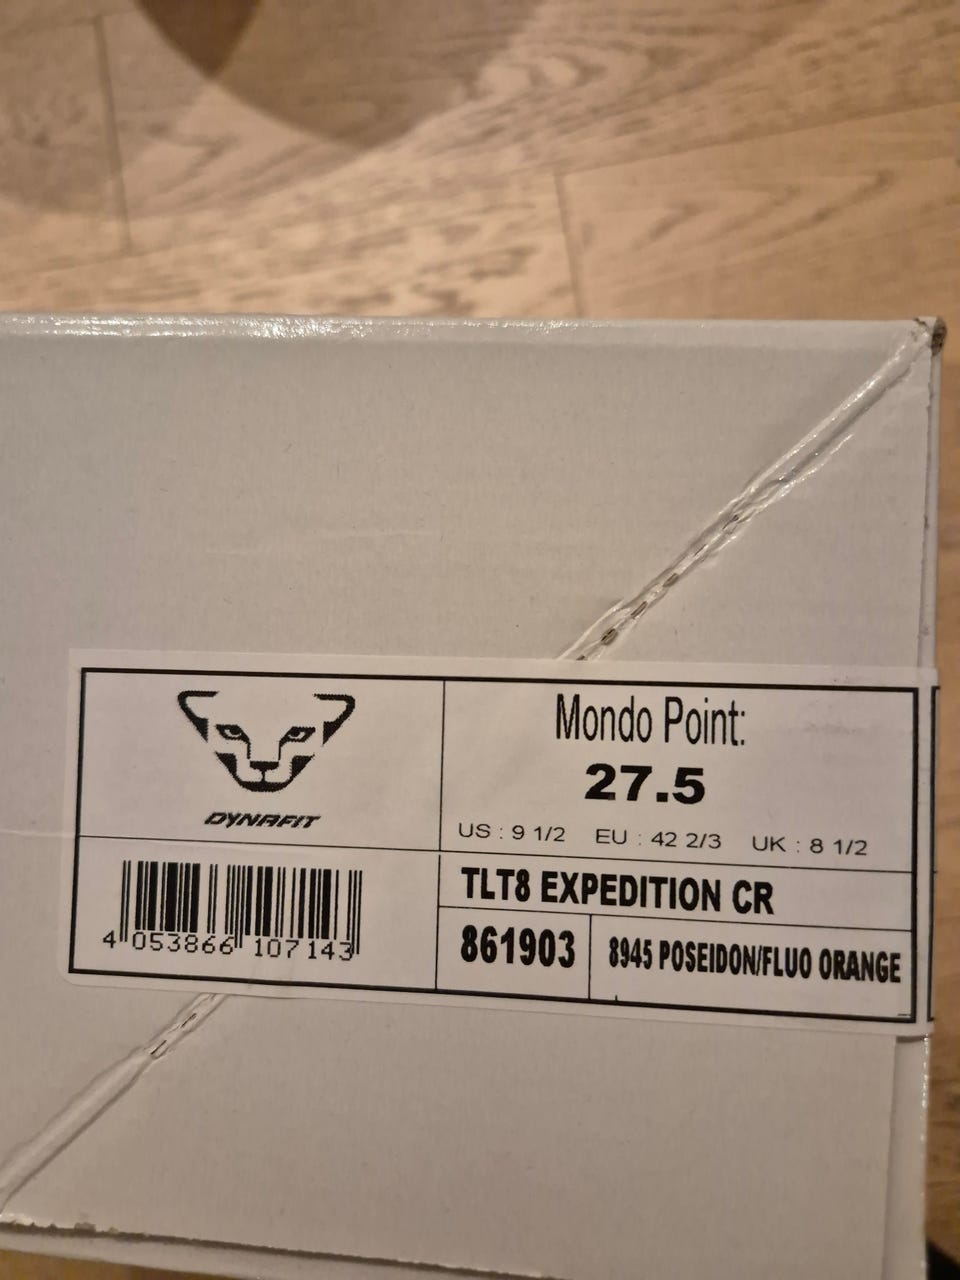 DYNAFIT
Mondo Point:
27.5
US : 9 1/2 EU : 42 2/3 UK : 8 1/2
4 053866 107143
TLT8 EXPEDITION CR
861903
8945 POSEIDON/FLUO ORANGE